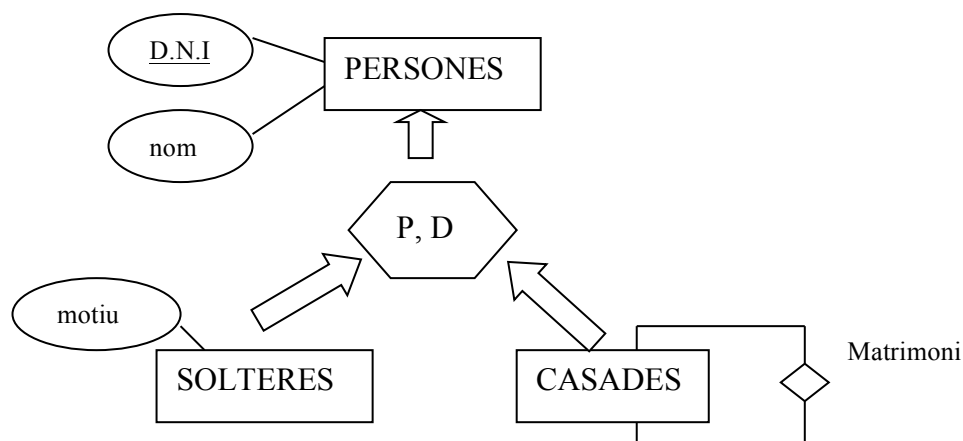 D.N.I
PERSONES
nom
P, D
motiu
Matrimoni
SOLTERES
CASADES